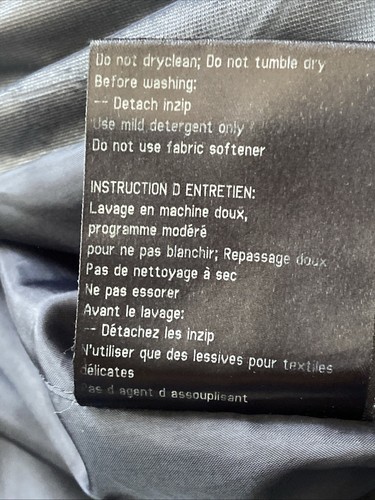 Do not dryclean; Do not tumble dry
Before washing:
-- Detach inzip
Use mild detergent only
Do not use fabric softener
INSTRUCTION D ENTRETIEN:
Lavage en machine doux,
programme modéré
pour ne pas blanchir; Repassage doux
Pas de nettoyage à sec
Ne pas essorer
Avant le lavage:
-- Détachez les inzip
N'utiliser que des lessives pour textiles
délicates
Pas d agent d assouplisant